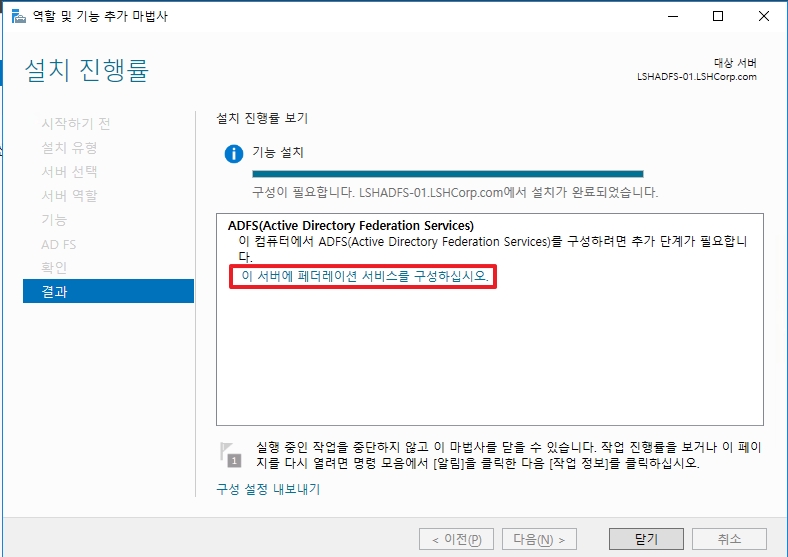 역할 및 기능 추가 마법사
설치 진행률
대상 서버
LSHADFS-01.LSHCorp.com
시작하기 전
설치 유형
서버 선택
서버 역할
기능
AD FS
확인
결과
설치 진행률 보기
기능 설치
구성이 필요합니다. LSHADFS-01.LSHCorp.com에서 설치가 완료되었습니다.
ADFS(Active Directory Federation Services)
이 컴퓨터에서 ADFS(Active Directory Federation Services)를 구성하려면 추가 단계가 필요합니
다.
이 서버에 페더레이션 서비스를 구성하십시오.
1
실행 중인 작업을 중단하지 않고 이 마법사를 닫을 수 있습니다. 작업 진행률을 보거나 이 페이
지를 다시 열려면 명령 모음에서 [알림]을 클릭한 다음 [작업 정보]를 클릭하십시오.
구성 설정 내보내기
< 이전(P)
다음(N) >
닫기
취소